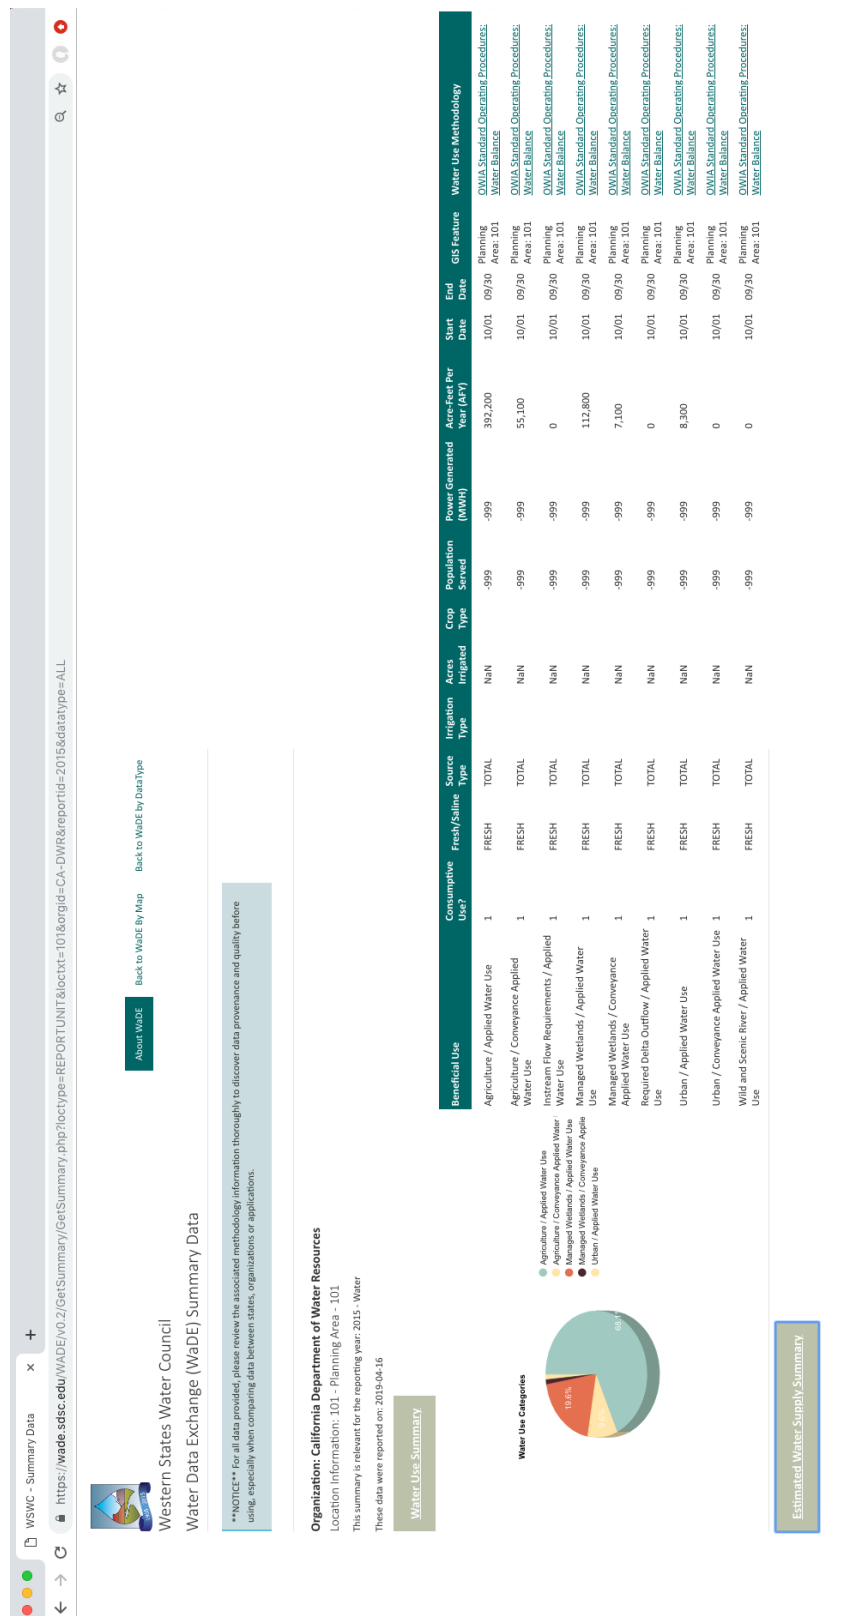 WSWC - Summary Data
https://wade.sdsc.edu/WADE/v0.2/GetSummary/GetSummary.php?loctype=REPORTUNIT&loctxt=101&orgid=CA-DWR&reportid=2015&datatype=ALL
About WaDE Back to WaDE By Map Back to WaDE by DataType
Western States Water Council
Water Data Exchange (WaDE) Summary Data
**NOTICE** For all data provided, please review the associated methodology information thoroughly to discover data provenance and quality before
using, especially when comparing data between states, organizations or applications.
Organization: California Department of Water Resources
Location Information: 101 - Planning Area - 101
This summary is relevant for the reporting year: 2015 - Water
These data were reported on: 2019-04-16
Water Use Summary
Water Use Categories
68.1%
19.6%
Agriculture / Applied Water Use
Agriculture / Conveyance Applied Water
Managed Wetlands / Applied Water Use
Managed Wetlands / Conveyance Applie
Urban / Applied Water Use
Beneficial Use Consumptive Use? Fresh/Saline Source Type Irrigation Type Acres Irrigated Crop Type Population Served Power Generated (MWH) Acre-Feet Per Year (AFY) Start Date End Date GIS Feature Water Use Methodology
Agriculture / Applied Water Use 1 FRESH TOTAL NaN -999 -999 392,200 10/01 09/30 Planning Area: 101 OWIA Standard Operating Procedures: Water Balance
Agriculture / Conveyance Applied Water Use 1 FRESH TOTAL NaN -999 -999 55,100 10/01 09/30 Planning Area: 101 OWIA Standard Operating Procedures: Water Balance
Instream Flow Requirements / Applied Water Use 1 FRESH TOTAL NaN -999 -999 0 10/01 09/30 Planning Area: 101 OWIA Standard Operating Procedures: Water Balance
Managed Wetlands / Applied Water Use 1 FRESH TOTAL NaN -999 -999 112,800 10/01 09/30 Planning Area: 101 OWIA Standard Operating Procedures: Water Balance
Managed Wetlands / Conveyance Applied Water Use 1 FRESH TOTAL NaN -999 -999 7,100 10/01 09/30 Planning Area: 101 OWIA Standard Operating Procedures: Water Balance
Required Delta Outflow / Applied Water Use 1 FRESH TOTAL NaN -999 -999 0 10/01 09/30 Planning Area: 101 OWIA Standard Operating Procedures: Water Balance
Urban / Applied Water Use 1 FRESH TOTAL NaN -999 -999 8,300 10/01 09/30 Planning Area: 101 OWIA Standard Operating Procedures: Water Balance
Urban / Conveyance Applied Water Use 1 FRESH TOTAL NaN -999 -999 0 10/01 09/30 Planning Area: 101 OWIA Standard Operating Procedures: Water Balance
Wild and Scenic River / Applied Water Use 1 FRESH TOTAL NaN -999 -999 0 10/01 09/30 Planning Area: 101 OWIA Standard Operating Procedures: Water Balance
Estimated Water Supply Summary